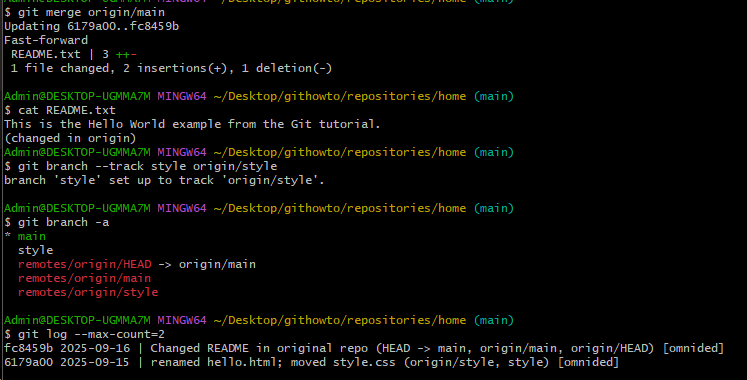 $ git merge origin/main
Updating 6179a00..fc8459b
Fast-forward
 README.txt | 3 ++-
 1 file changed, 2 insertions(+), 1 deletion(-)

Admin@DESKTOP-UGMMA7M MINGW64 ~/Desktop/githowto/repositories/home (main)
$ cat README.txt
This is the Hello World example from the Git tutorial.
(changed in origin)
Admin@DESKTOP-UGMMA7M MINGW64 ~/Desktop/githowto/repositories/home (main)
$ git branch --track style origin/style
branch 'style' set up to track 'origin/style'.

Admin@DESKTOP-UGMMA7M MINGW64 ~/Desktop/githowto/repositories/home (main)
$ git branch -a
* main
  style
  remotes/origin/HEAD -> origin/main
  remotes/origin/main
  remotes/origin/style

Admin@DESKTOP-UGMMA7M MINGW64 ~/Desktop/githowto/repositories/home (main)
$ git log --max-count=2
fc8459b 2025-09-16 | Changed README in original repo (HEAD -> main, origin/main, origin/HEAD) [omnided]
6179a00 2025-09-15 | renamed hello.html; moved style.css (origin/style, style) [omnided]